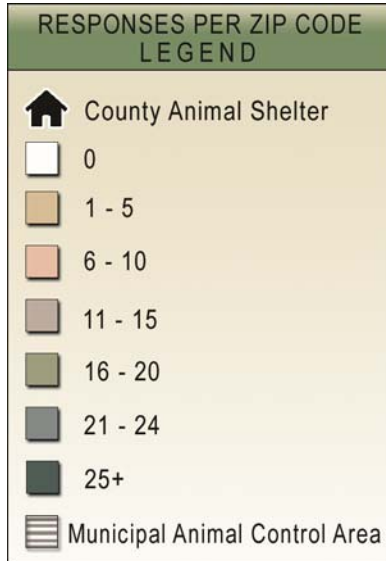 RESPONSES PER ZIP CODE
LEGEND
County Animal Shelter
0
1 - 5
6 - 10
11 - 15
16 - 20
21 - 24
25+
Municipal Animal Control Area